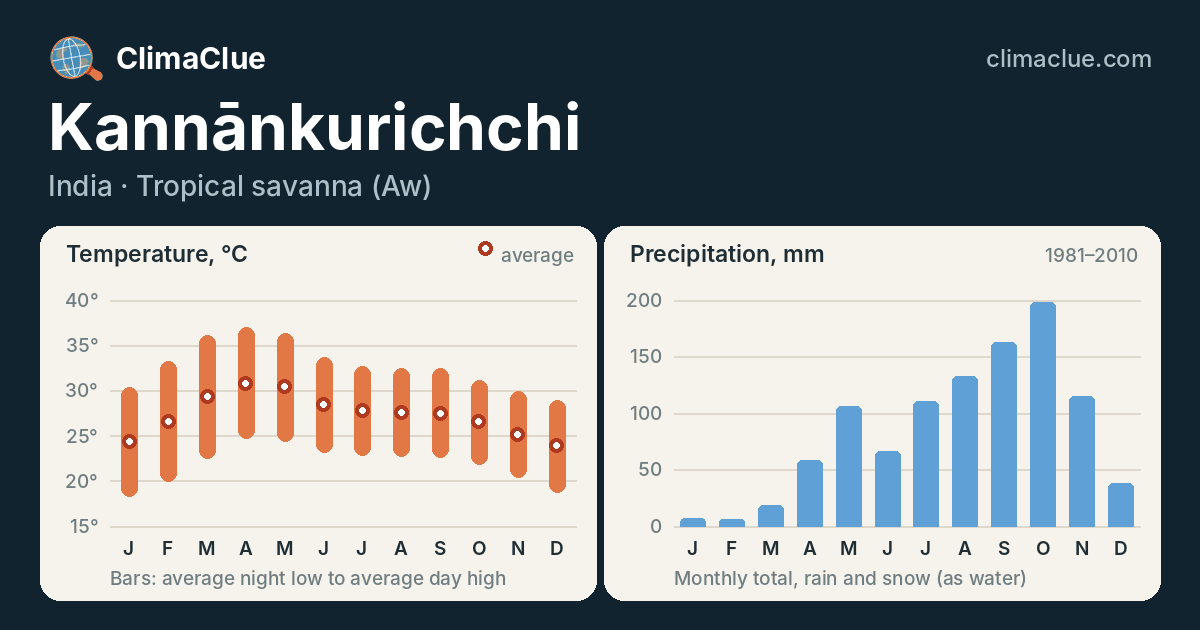 ClimaClue
climaclue.com
Kannānkurichchi
India · Tropical savanna (Aw)
Temperature, °C
average
40°
35°
30°
25°
20°
15°
J F M A M J J A S O N D
Bars: average night low to average day high
Precipitation, mm
1981–2010
200
150
100
50
0
J F M A M J J A S O N D
Monthly total, rain and snow (as water)